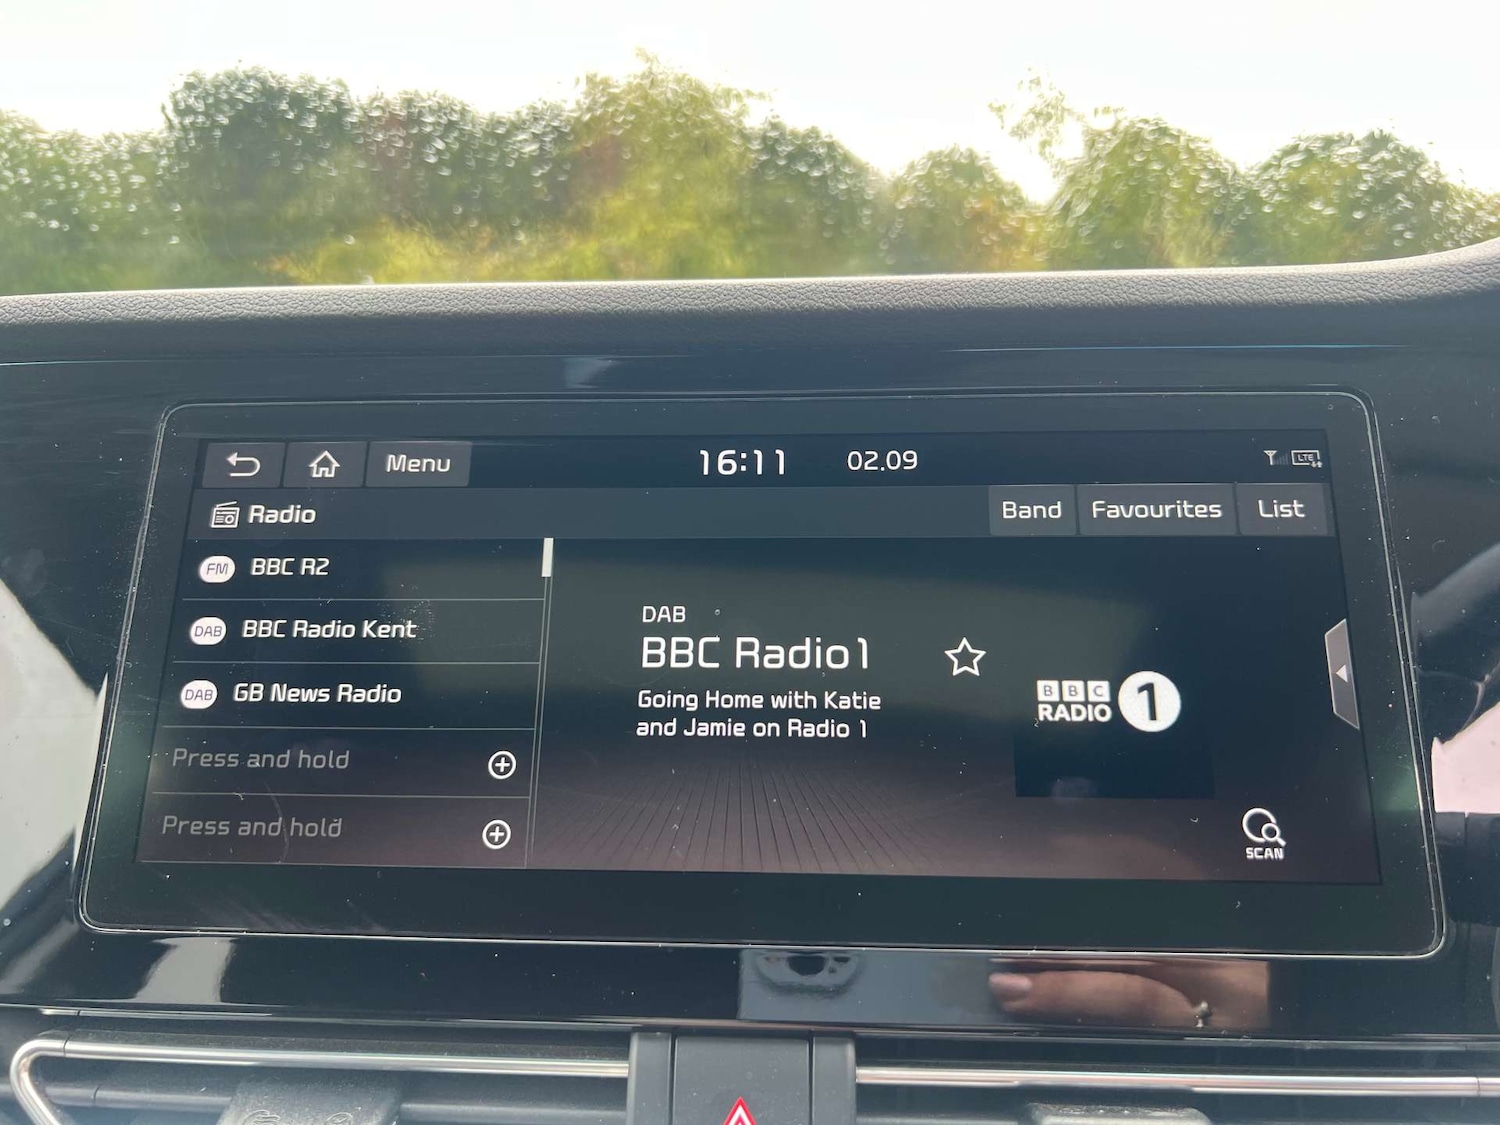 Menu
16:11
02.09
LTE
Radio
Band
Favourites
List
FM BBC R2
DAB BBC Radio Kent
DAB GB News Radio
Press and hold
Press and hold
DAB
BBC Radio1
Going Home with Katie
and Jamie on Radio 1
BBC
RADIO 1
SCAN